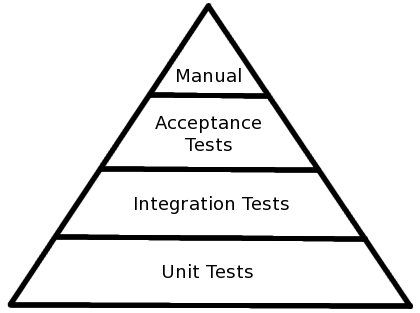 Manual
Acceptance
Tests
Integration Tests
Unit Tests